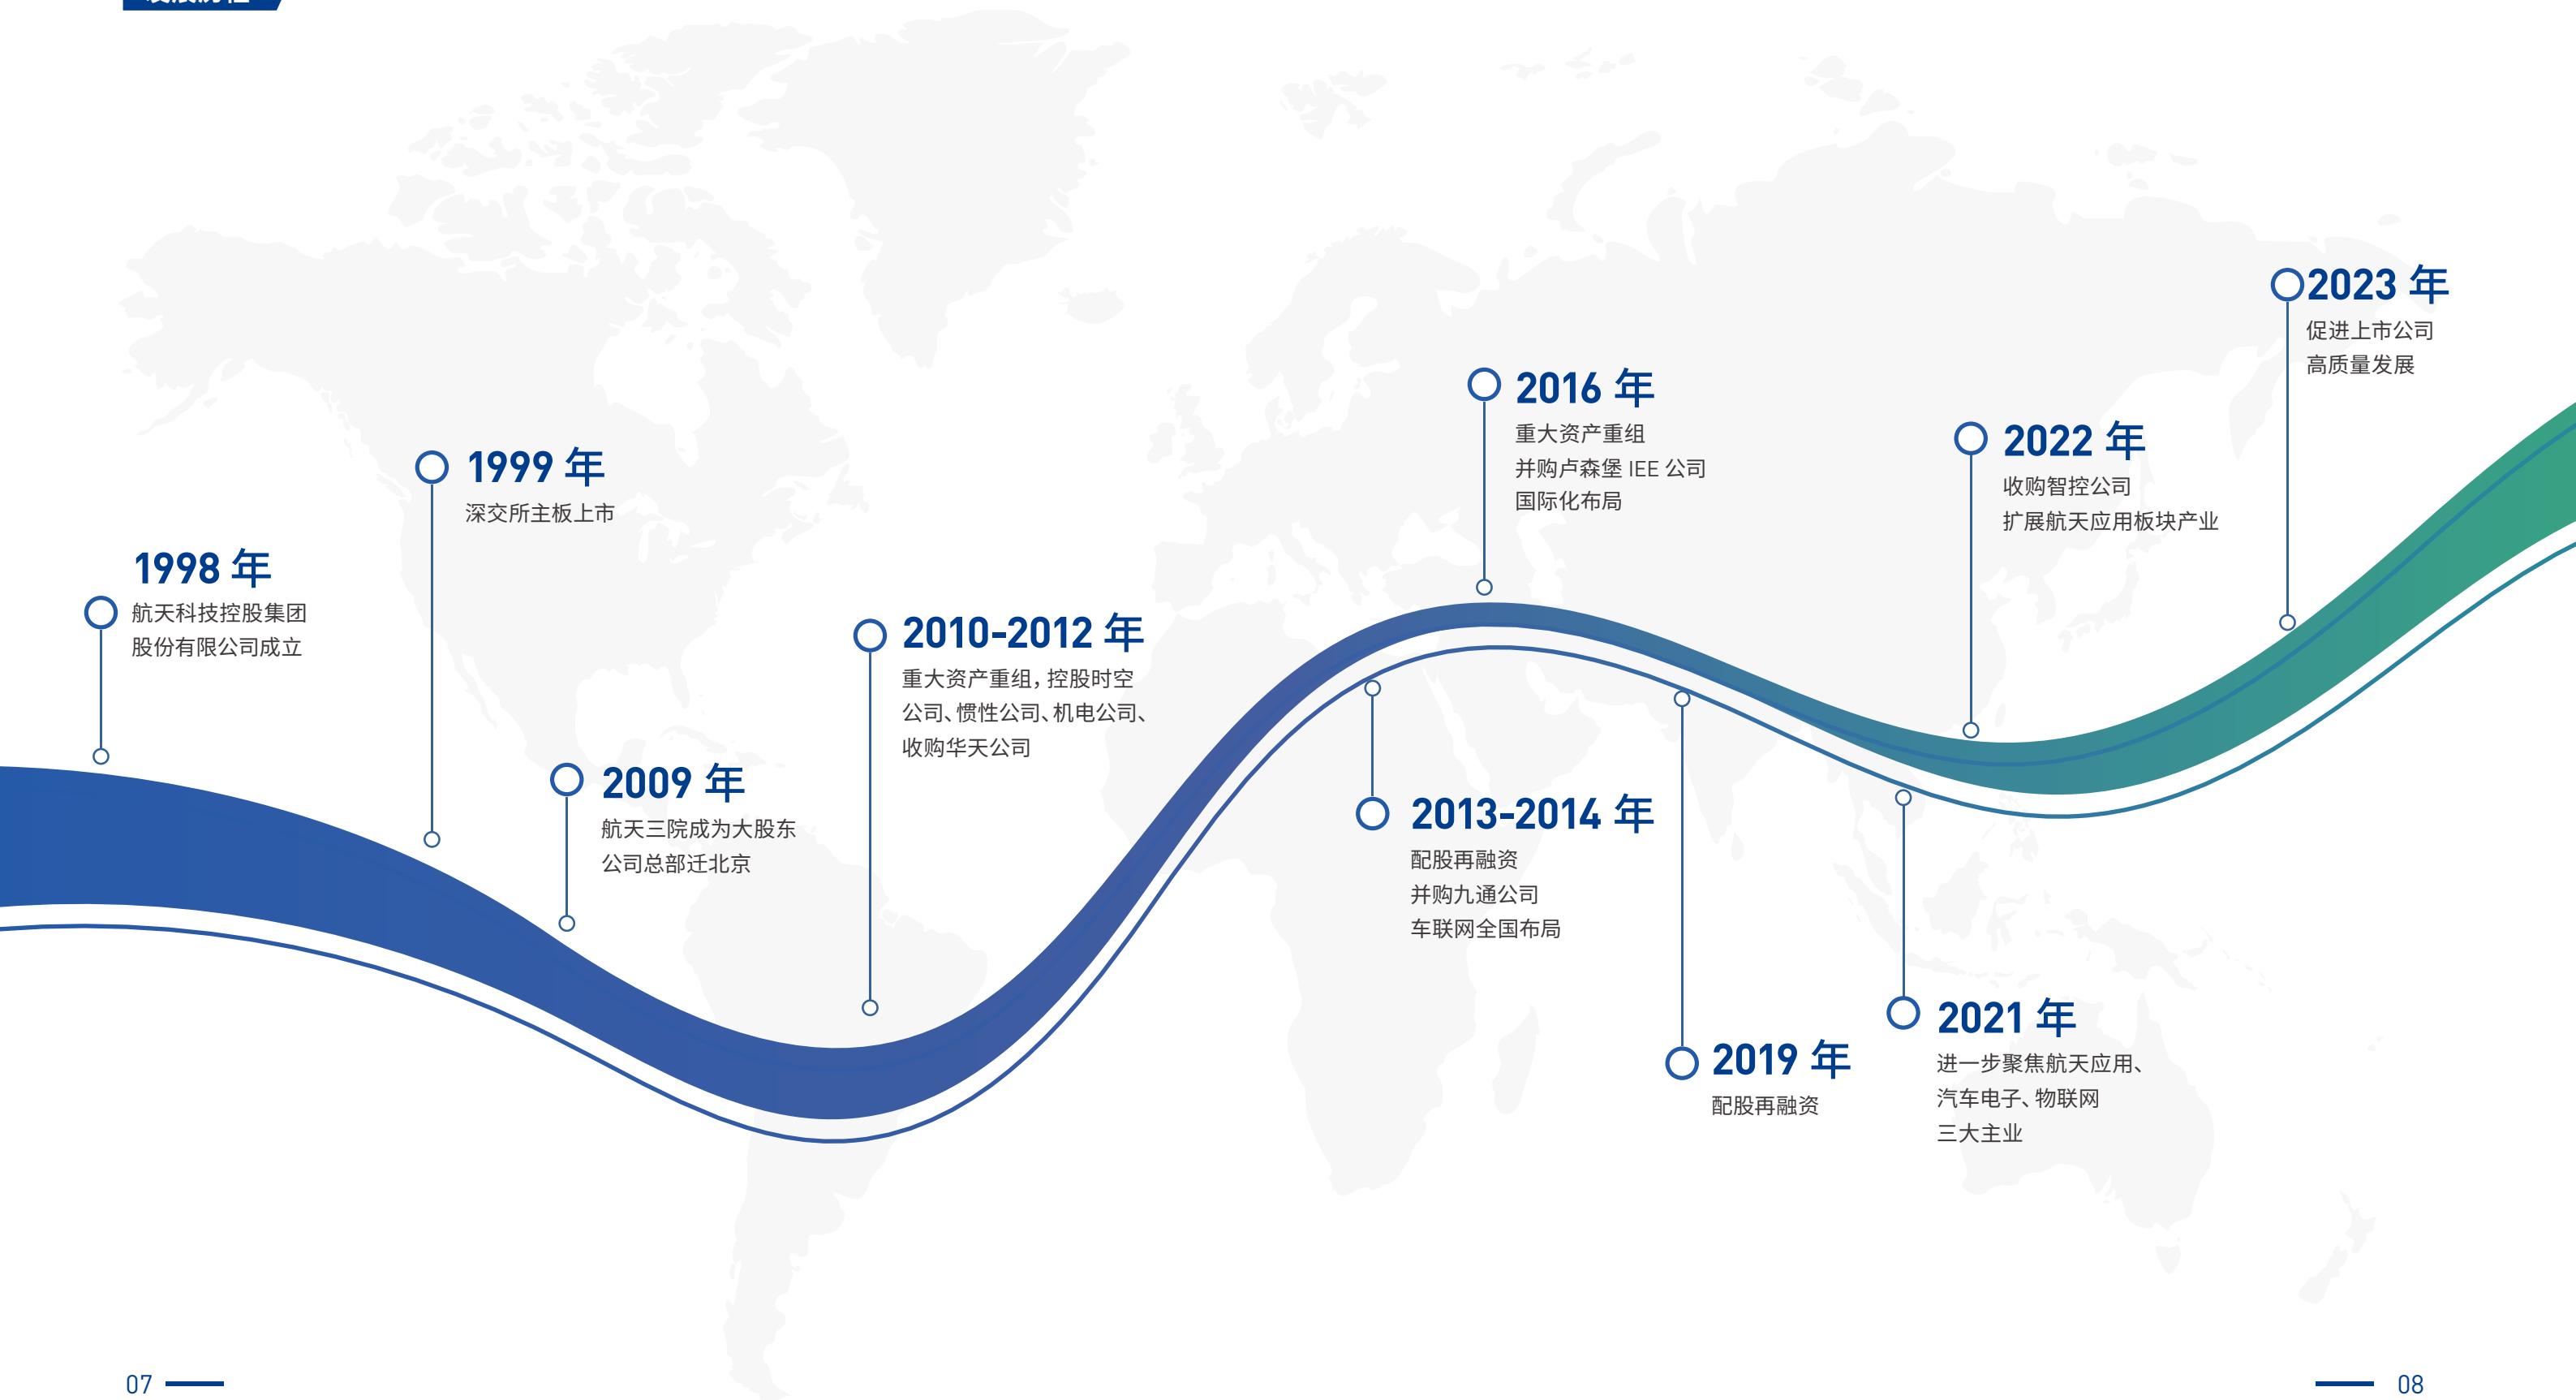 1998 年
航天科技控股集团
股份有限公司成立
1999 年
深交所主板上市
2009 年
航天三院成为大股东
公司总部迁北京
2010-2012 年
重大资产重组，控股时空
公司、惯性公司、机电公司、
收购华天公司
2013-2014 年
配股再融资
并购九通公司
车联网全国布局
2016 年
重大资产重组
并购卢森堡 IEE 公司
国际化布局
2019 年
配股再融资
2021 年
进一步聚焦航天应用、
汽车电子、物联网
三大主业
2022 年
收购智控公司
扩展航天应用板块产业
2023 年
促进上市公司
高质量发展
07
08